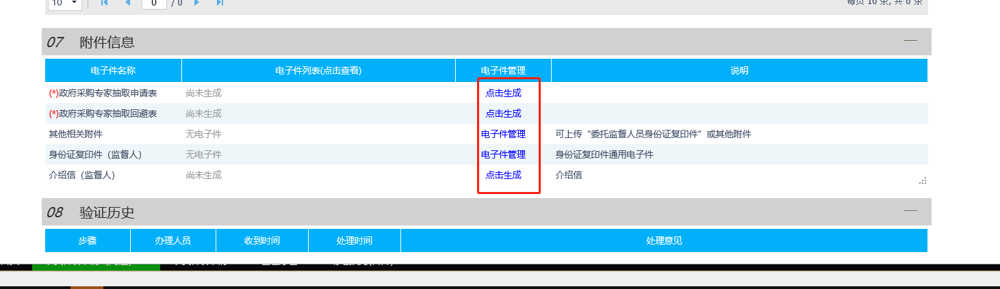 10 0 / 0 每页 10 条, 共 0 条
07 附件信息
电子件名称 电子件列表(点击查看) 电子件管理 说明
(*)政府采购专家抽取申请表 尚未生成 点击生成
(*)政府采购专家抽取回避表 尚未生成 点击生成
其他相关附件 无电子件 电子件管理 可上传“委托监督人员身份证复印件”或其他附件
身份证复印件（监督人） 无电子件 电子件管理 身份证复印件通用电子件
介绍信（监督人） 尚未生成 点击生成 介绍信
08 验证历史
步骤 办理人员 收到时间 处理时间 处理意见